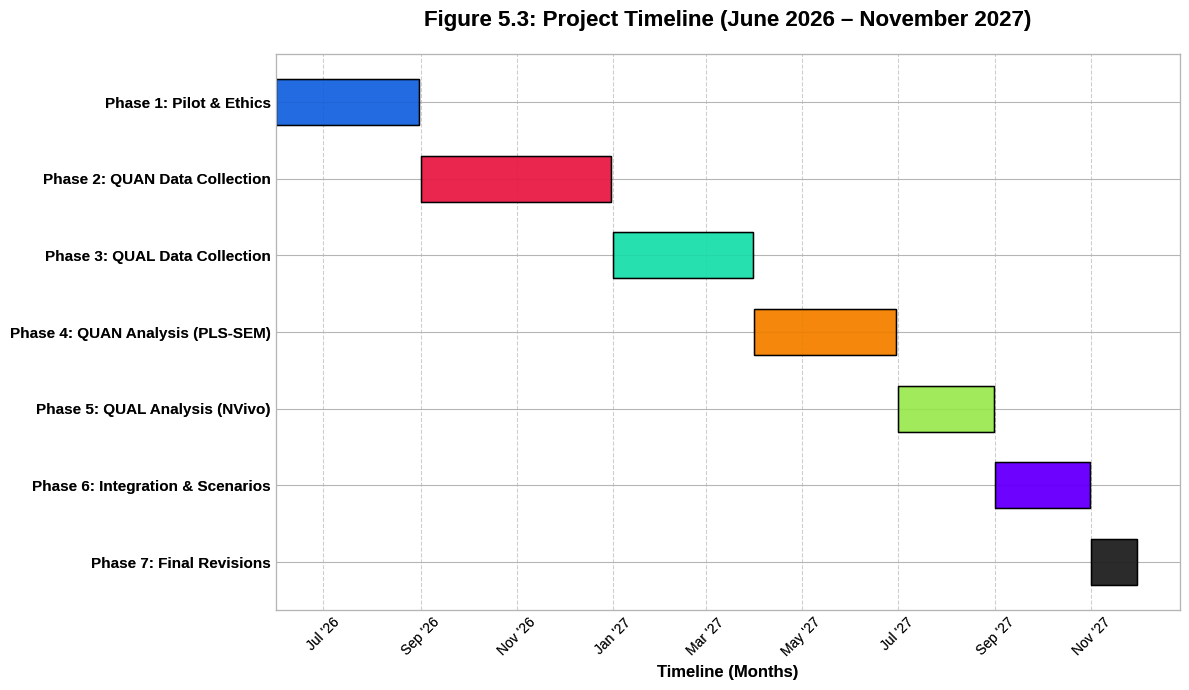 Figure 5.3: Project Timeline (June 2026 – November 2027)
Phase 1: Pilot & Ethics
Phase 2: QUAN Data Collection
Phase 3: QUAL Data Collection
Phase 4: QUAN Analysis (PLS-SEM)
Phase 5: QUAL Analysis (NVivo)
Phase 6: Integration & Scenarios
Phase 7: Final Revisions
Jul '26
Sep '26
Nov '26
Jan '27
Mar '27
May '27
Jul '27
Sep '27
Nov '27
Timeline (Months)